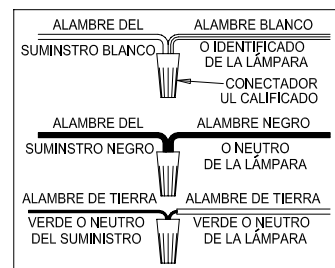 ALAMBRE DEL ALAMBRE BLANCO
SUMINSTRO BLANCO O IDENTIFICADO
DE LA LÁMPARA
CONECTADOR
UL CALIFICADO
ALAMBRE DEL ALAMBRE NEGRO
SUMINSTRO NEGRO O NEUTRO
DE LA LÁMPARA
ALAMBRE DE TIERRA ALAMBRE DE TIERRA
VERDE O NEUTRO VERDE O NEUTRO
DEL SUMINISTRO DE LA LÁMPARA